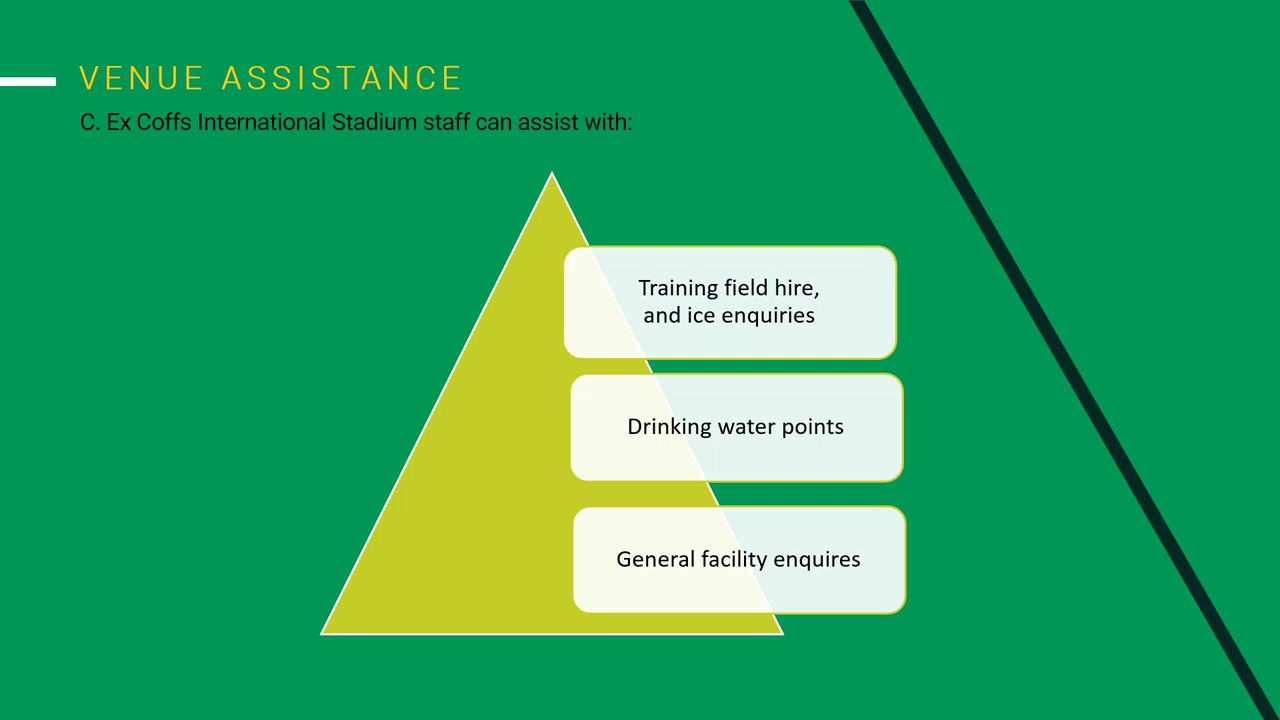 VENUE ASSISTANCE
C. Ex Coffs International Stadium staff can assist with:
Training field hire,
and ice enquiries
Drinking water points
General facility enquires